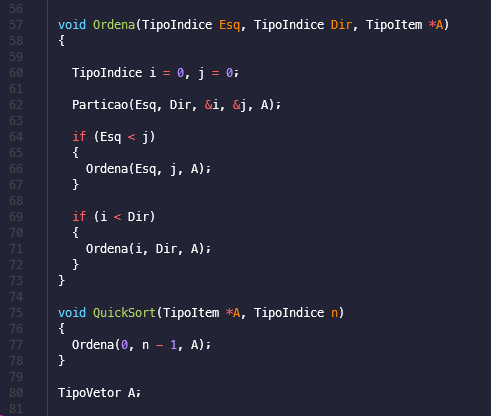 56
57 void Ordena(TipoIndice Esq, TipoIndice Dir, TipoItem *A)
58 {
59
60 TipoIndice i = 0, j = 0;
61
62 Particao(Esq, Dir, &i, &j, A);
63
64 if (Esq < j)
65 {
66 Ordena(Esq, j, A);
67 }
68
69 if (i < Dir)
70 {
71 Ordena(i, Dir, A);
72 }
73 }
74
75 void QuickSort(TipoItem *A, TipoIndice n)
76 {
77 Ordena(0, n - 1, A);
78 }
79
80 TipoVetor A;
81